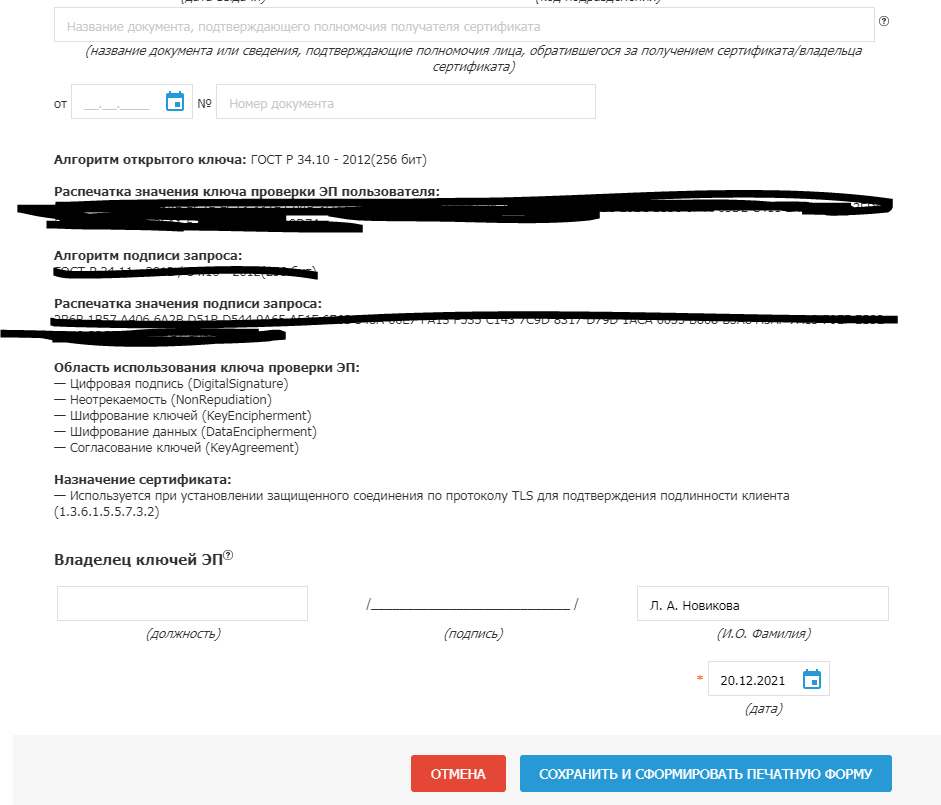 (дата выдачи) (код подразделения)
Название документа, подтверждающего полномочия получателя сертификата
(название документа или сведения, подтверждающие полномочия лица, обратившегося за получением сертификата/владельца
сертификата)
от __.__.____ № Номер документа
Алгоритм открытого ключа: ГОСТ Р 34.10 - 2012(256 бит)
Распечатка значения ключа проверки ЭП пользователя:
Алгоритм подписи запроса:
Распечатка значения подписи запроса:
Область использования ключа проверки ЭП:
— Цифровая подпись (DigitalSignature)
— Неотрекаемость (NonRepudiation)
— Шифрование ключей (KeyEncipherment)
— Шифрование данных (DataEncipherment)
— Согласование ключей (KeyAgreement)
Назначение сертификата:
— Используется при установлении защищенного соединения по протоколу TLS для подтверждения подлинности клиента
(1.3.6.1.5.5.7.3.2)
Владелец ключей ЭП
/____________________________ / Л. А. Новикова
(должность) (подпись) (И.О. Фамилия)
* 20.12.2021
(дата)
ОТМЕНА СОХРАНИТЬ И СФОРМИРОВАТЬ ПЕЧАТНУЮ ФОРМУ